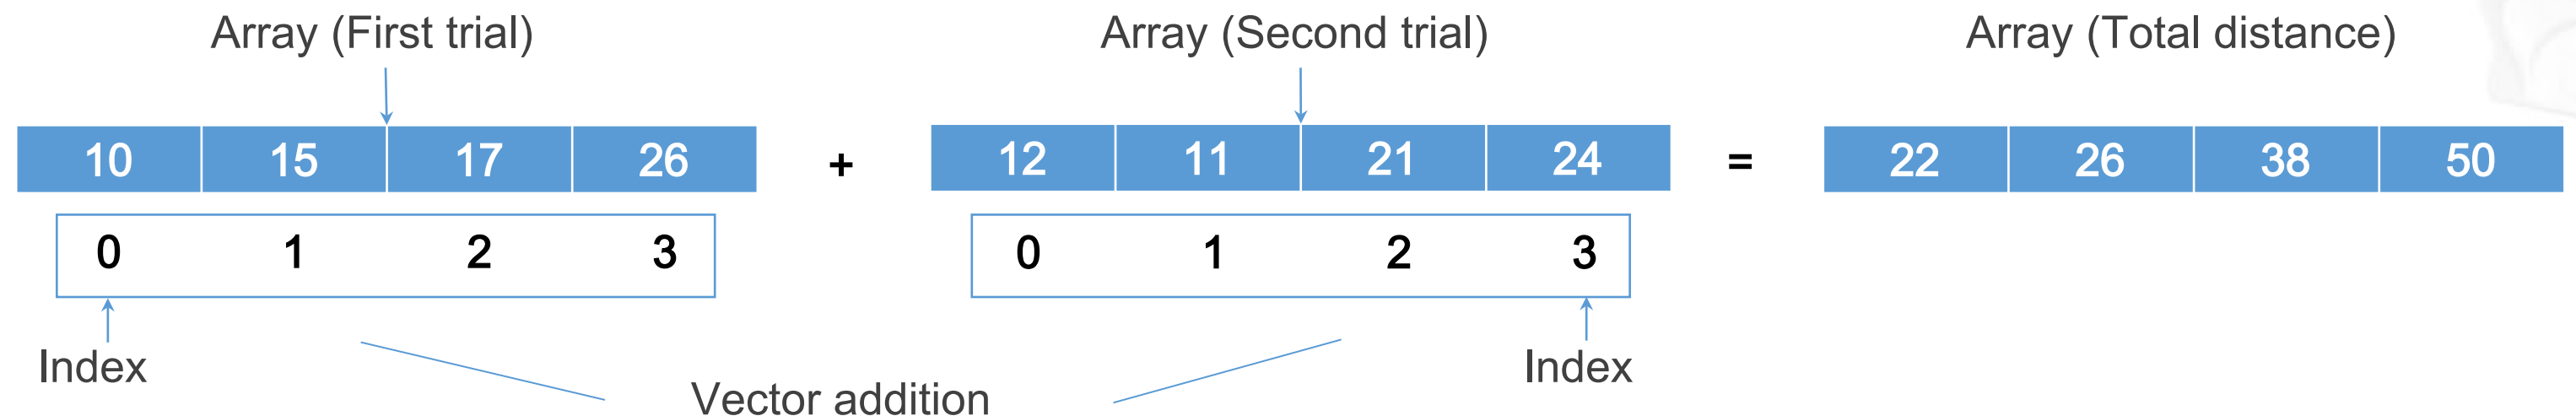 Array (First trial) Array (Second trial) Array (Total distance)
10 15 17 26 + 12 11 21 24 = 22 26 38 50
0 1 2 3 0 1 2 3
Index Index
Vector addition